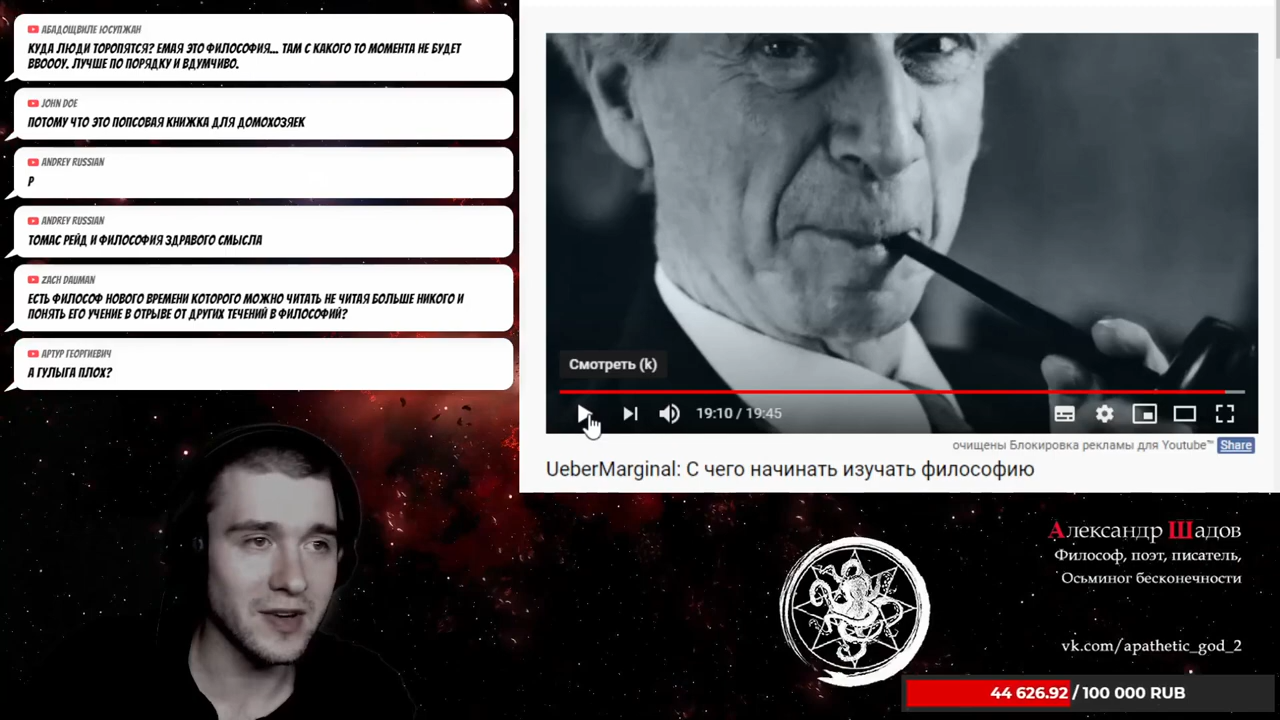 АБАДОЩВИЛЕ ЮСУПЖАН
КУДА ЛЮДИ ТОРОПЯТСЯ? ЕМАЯ ЭТО ФИЛОСОФИЯ... ТАМ С КАКОГО ТО МОМЕНТА НЕ БУДЕТ
ВВОООУ. ЛУЧШЕ ПО ПОРЯДКУ И ВДУМЧИВО.
JOHN DOE
ПОТОМУ ЧТО ЭТО ПОПСОВАЯ КНИЖКА ДЛЯ ДОМОХОЗЯЕК
ANDREY RUSSIAN
Р
ANDREY RUSSIAN
ТОМАС РЕЙД И ФИЛОСОФИЯ ЗДРАВОГО СМЫСЛА
ZACH DAUMAN
ЕСТЬ ФИЛОСОФ НОВОГО ВРЕМЕНИ КОТОРОГО МОЖНО ЧИТАТЬ НЕ ЧИТАЯ БОЛЬШЕ НИКОГО И
ПОНЯТЬ ЕГО УЧЕНИЕ В ОТРЫВЕ ОТ ДРУГИХ ТЕЧЕНИЙ В ФИЛОСОФИЙ?
АРТУР ГЕОРГИЕВИЧ
А ГУЛЫГА ПЛОХ?
Смотреть (k)
19:10 / 19:45
очищены Блокировка рекламы для Youtube™ Share
UeberMarginal: С чего начинать изучать философию
Александр Шадов
Философ, поэт, писатель,
Осьминог бесконечности
vk.com/apathetic_god_2
44 626.92 / 100 000 RUB